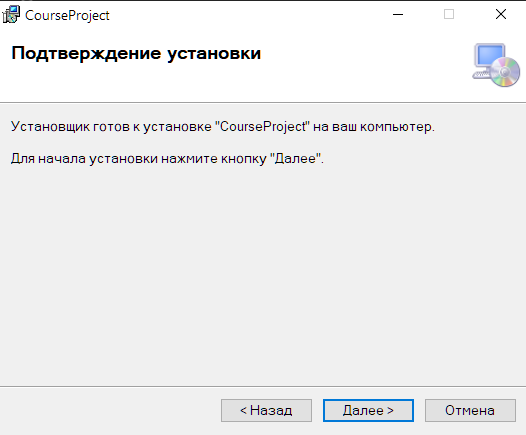 CourseProject
Подтверждение установки
Установщик готов к установке "CourseProject" на ваш компьютер.
Для начала установки нажмите кнопку "Далее".
< Назад
Далее >
Отмена